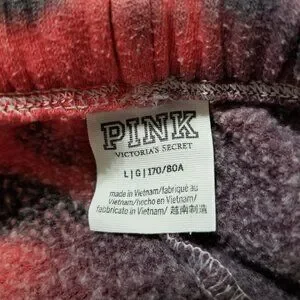 PINK
VICTORIA'S SECRET
L|G|170/80A
made in Vietnam/fabriqué au
Vietnam/hecho en Vietnam/
fabbricato in Vietnam/ 越南制造